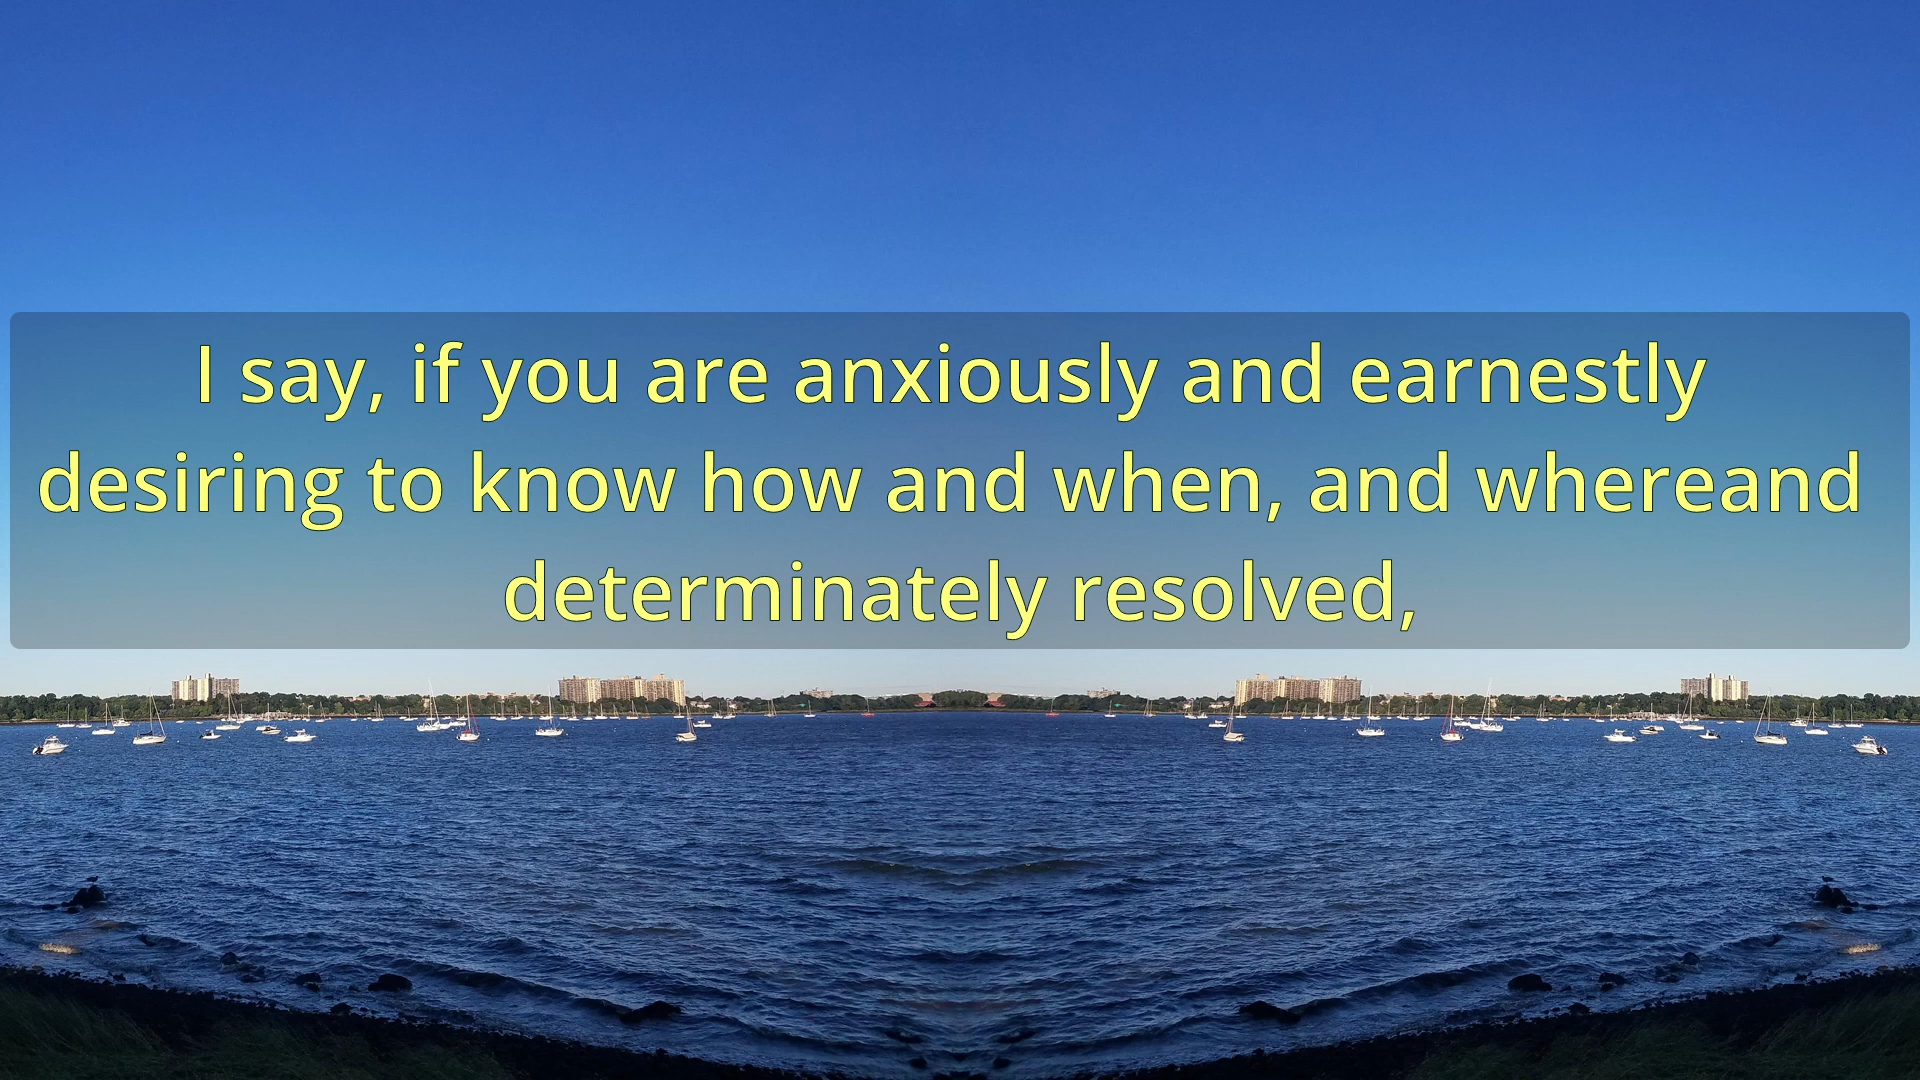 I say, if you are anxiously and earnestly
desiring to know how and when, and whereand
determinately resolved,